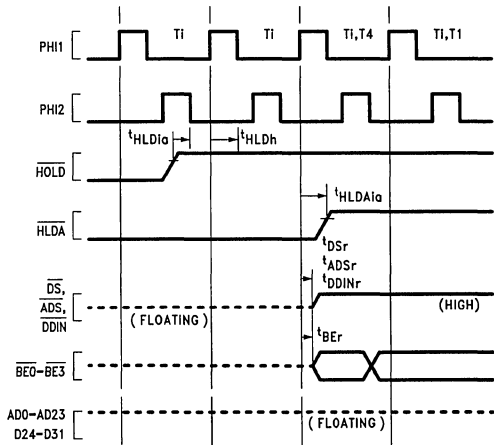 PHI1 Ti Ti Ti,T4 Ti,T1
PHI2
tHLDia tHLDh
HOLD
tHLDAia
HLDA
tDSr
tADSr
tDDINr
DS,
ADS,
DDIN
(FLOATING) (HIGH)
tBEr
BE0-BE3
AD0-AD23
D24-D31
(FLOATING)